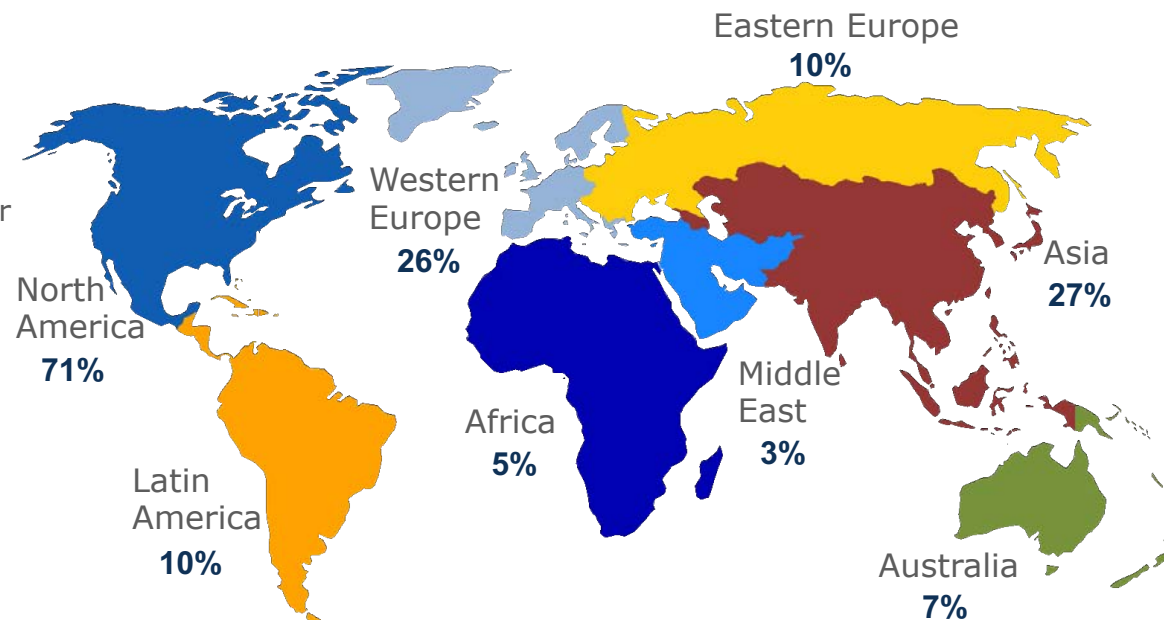 Eastern Europe
10%
Western
Europe
26%
r
North
America
71%
Asia
27%
Middle
East
3%
Africa
5%
Latin
America
10%
Australia
7%